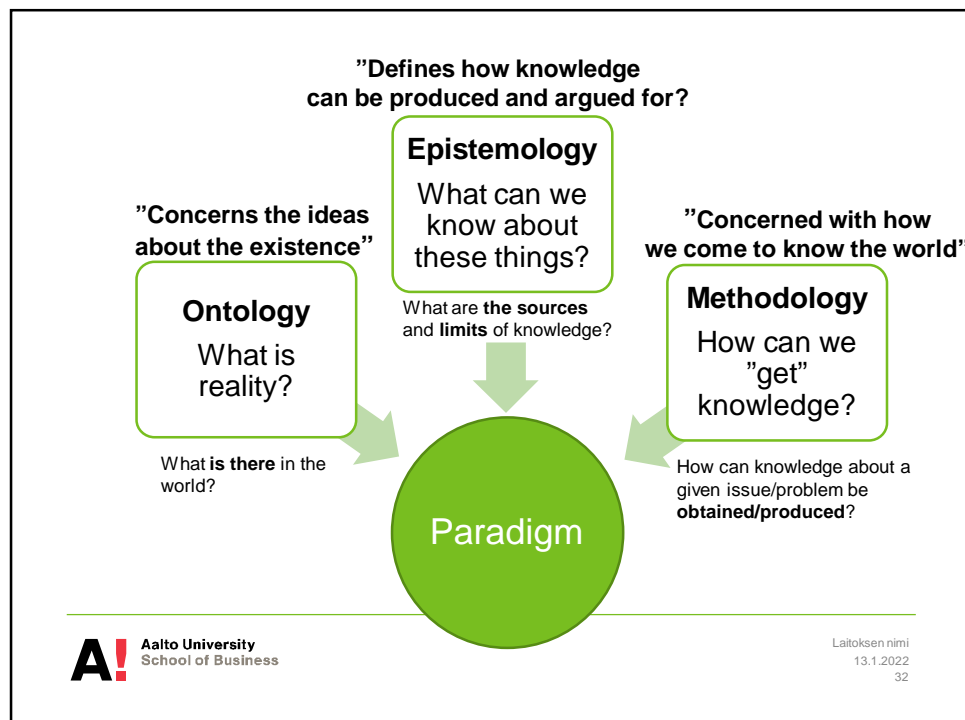 ”Defines how knowledge
can be produced and argued for?
Epistemology
What can we
know about
these things?
What are the sources
and limits of knowledge?
”Concerns the ideas
about the existence”
Ontology
What is
reality?
What is there in the
world?
”Concerned with how
we come to know the world”
Methodology
How can we
”get”
knowledge?
How can knowledge about a
given issue/problem be
obtained/produced?
Paradigm
A!
Aalto University
School of Business
Laitoksen nimi
13.1.2022
32